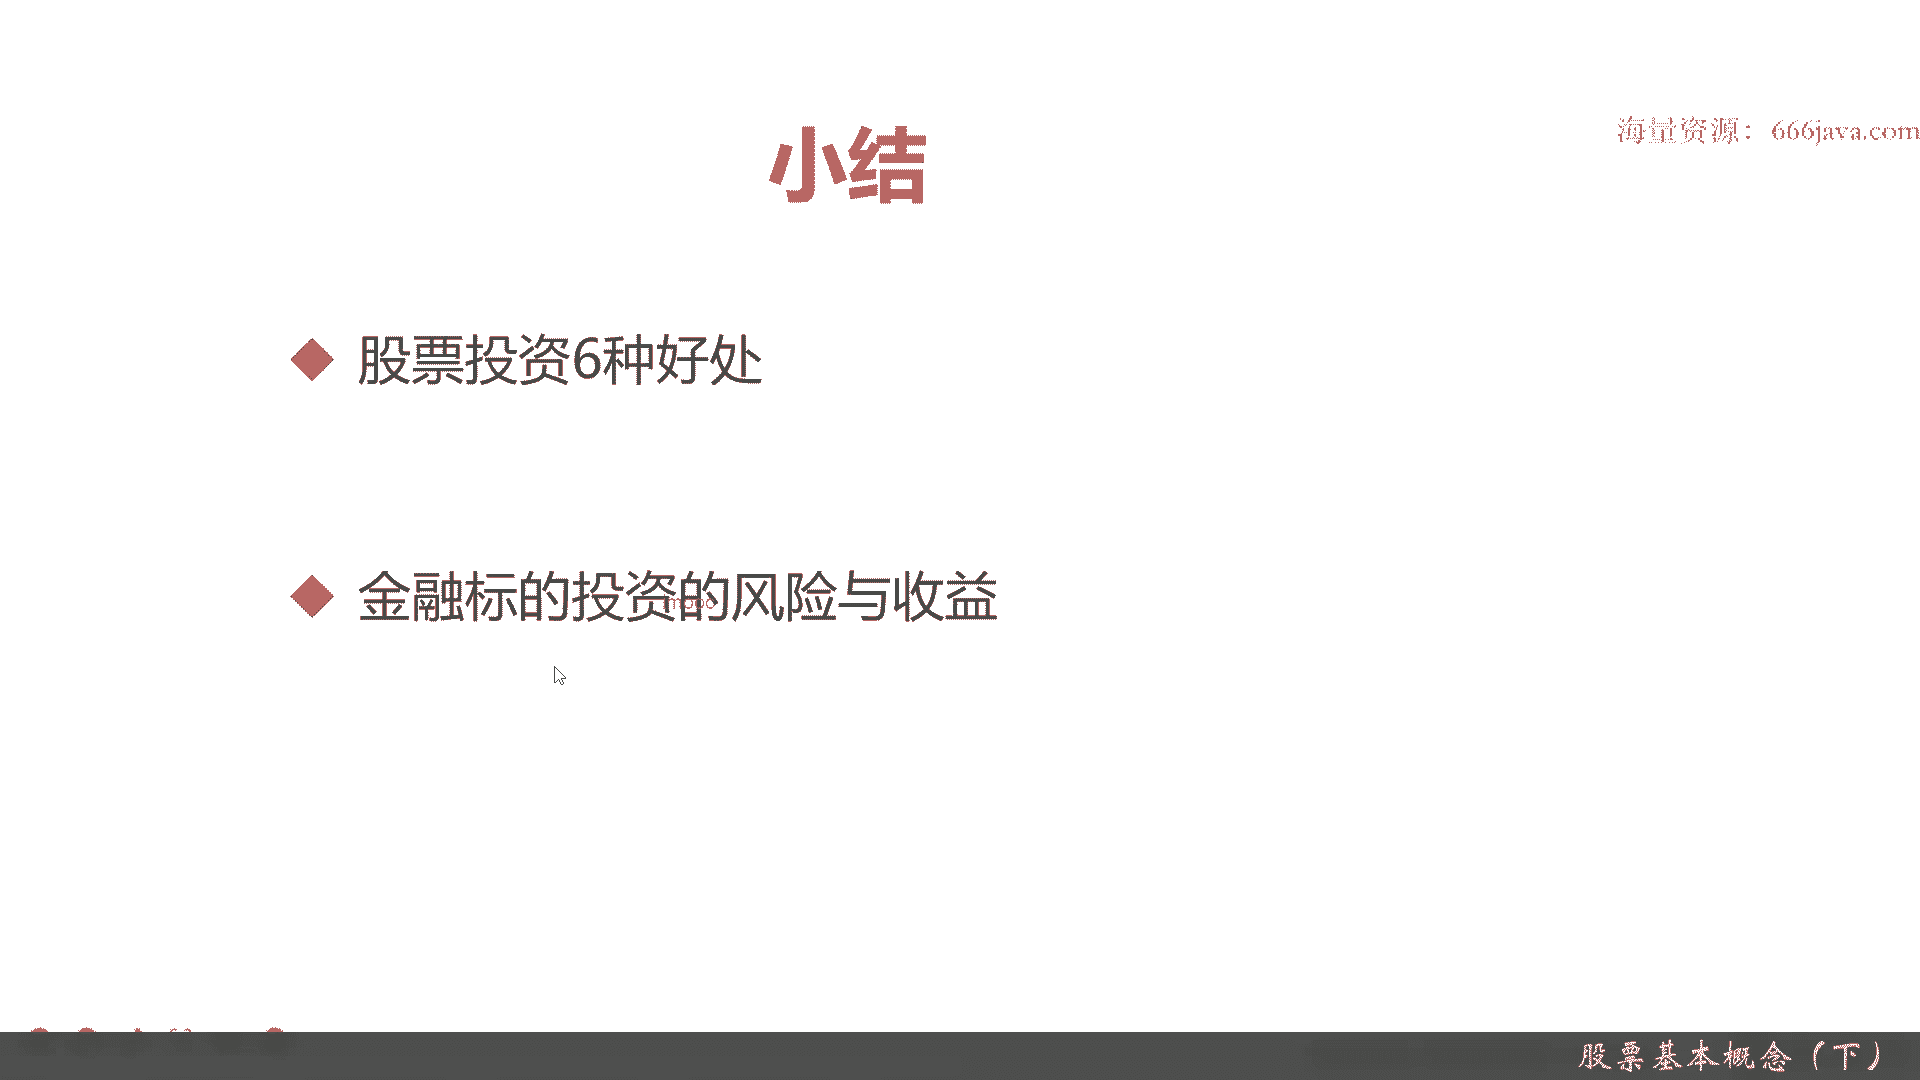 小结
海量资源：666java.com
股票投资6种好处
金融标的投资的风险与收益
股票基本概念（下）